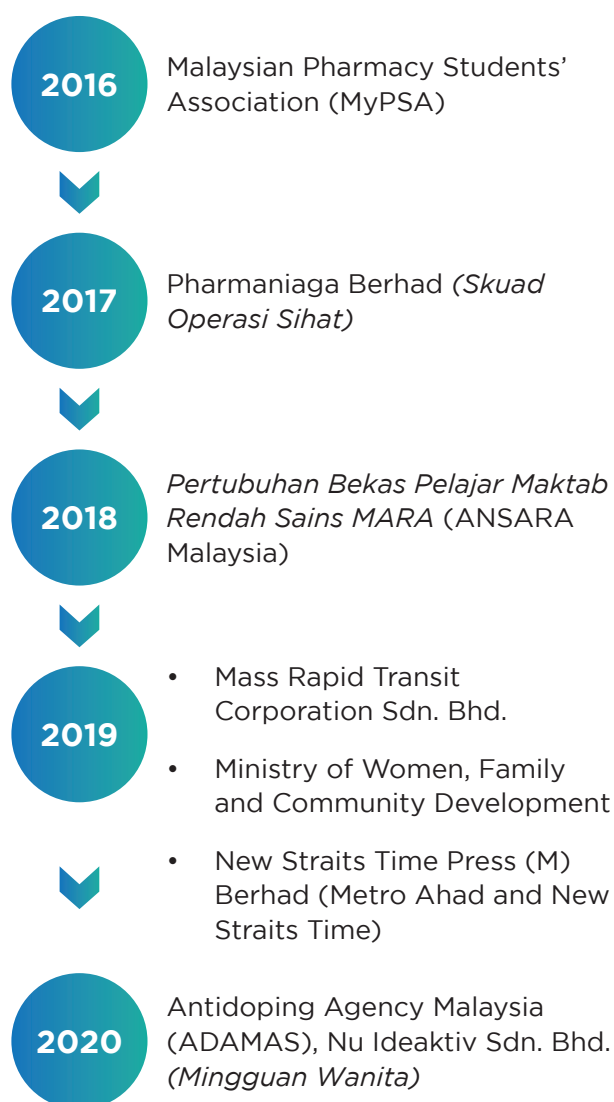 2016
Malaysian Pharmacy Students’
Association (MyPSA)
2017
Pharmaniaga Berhad (Skuad
Operasi Sihat)
2018
Pertubuhan Bekas Pelajar Maktab
Rendah Sains MARA (ANSARA
Malaysia)
2019
• Mass Rapid Transit
Corporation Sdn. Bhd.
• Ministry of Women, Family
and Community Development
• New Straits Time Press (M)
Berhad (Metro Ahad and New
Straits Time)
2020
Antidoping Agency Malaysia
(ADAMAS), Nu Ideaktiv Sdn. Bhd.
(Mingguan Wanita)